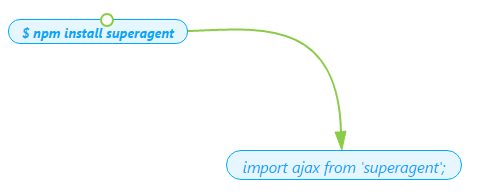 $ npm install superagent
import ajax from 'superagent';